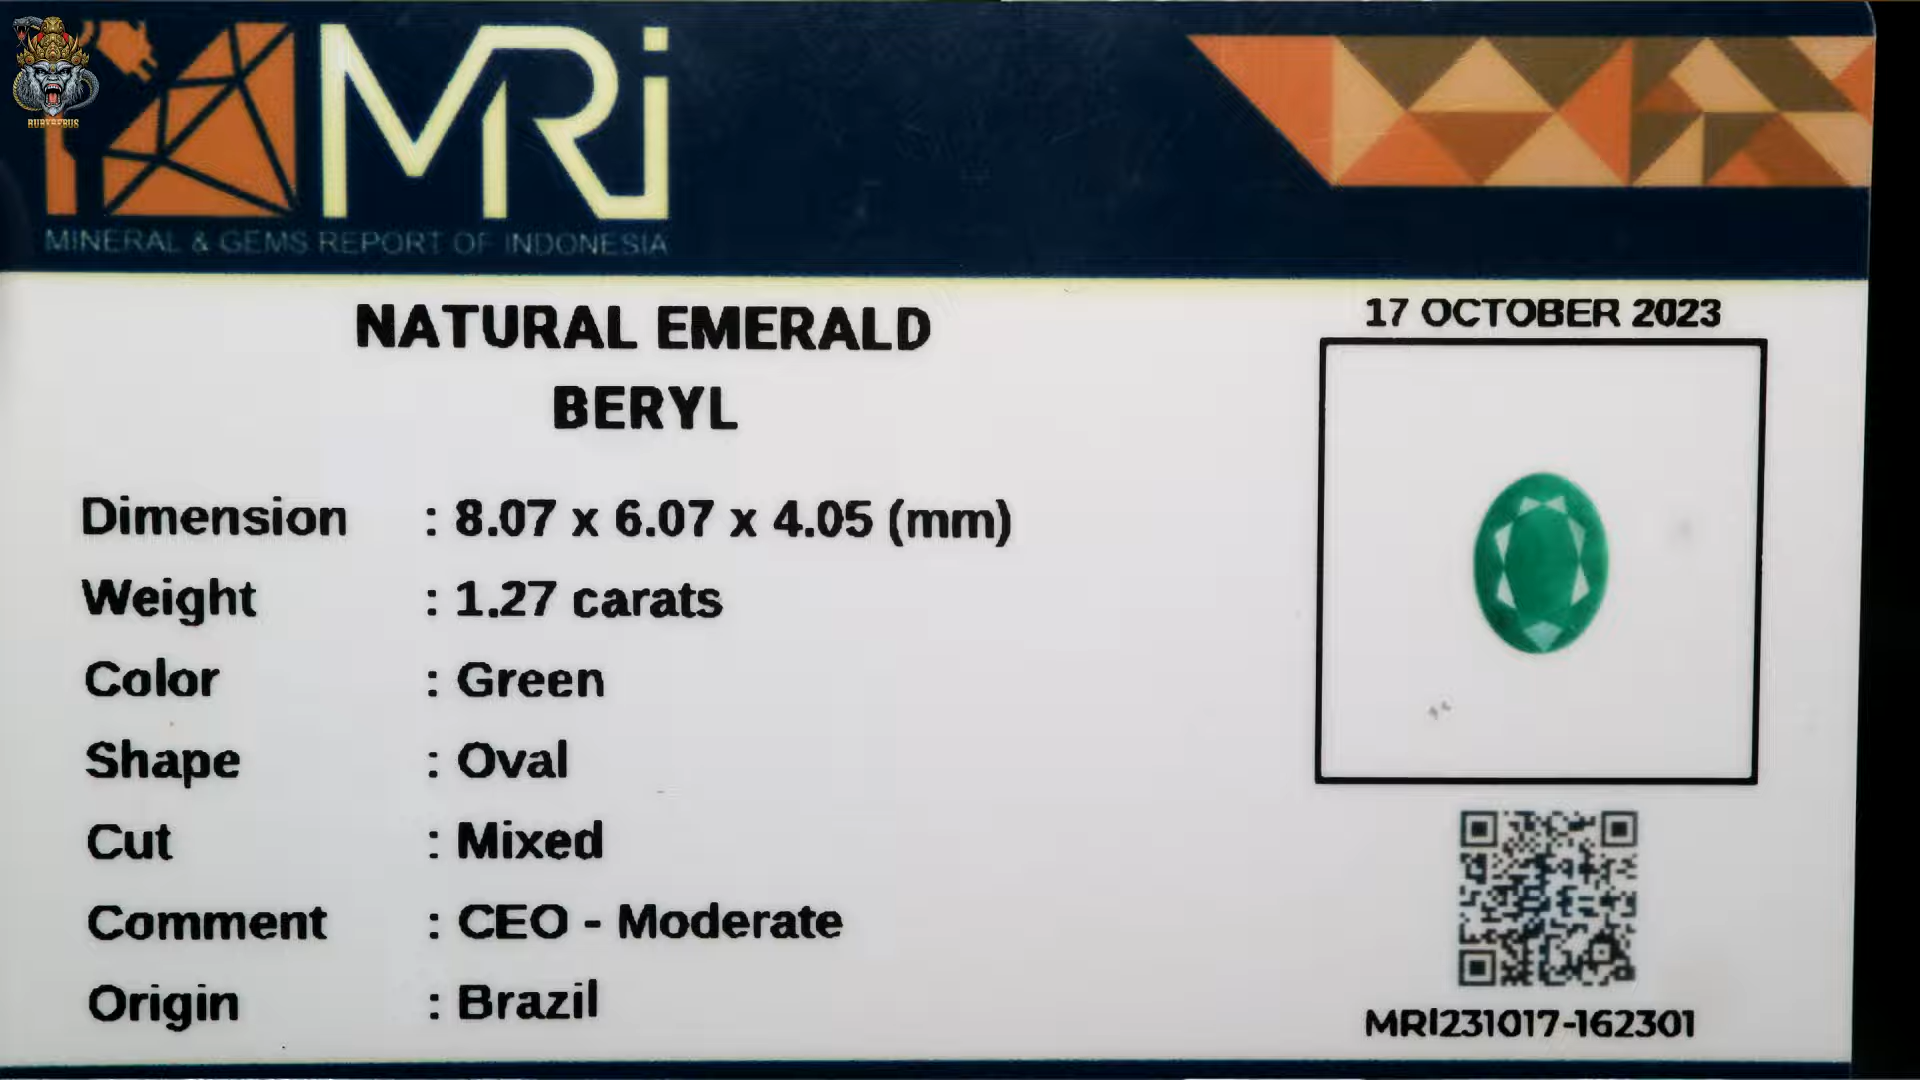 RUBYREBUS
MRi
MINERAL & GEMS REPORT OF INDONESIA
NATURAL EMERALD
BERYL
Dimension : 8.07 x 6.07 x 4.05 (mm)
Weight : 1.27 carats
Color : Green
Shape : Oval
Cut : Mixed
Comment : CEO - Moderate
Origin : Brazil
17 OCTOBER 2023
MRI231017-162301